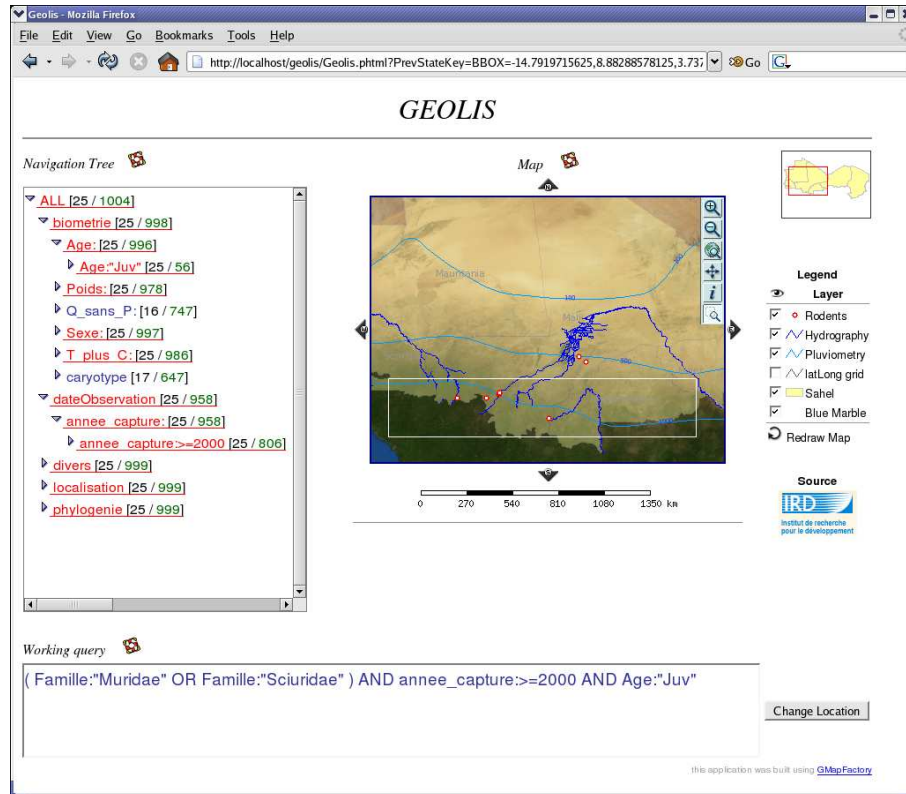 Geolis - Mozilla Firefox
File Edit View Go Bookmarks Tools Help
http://localhost/geolis/Geolis.phtml?PrevStateKey=BBOX=-14.7919715625,8.88288578125,3.737 Go G
GEOLIS
Navigation Tree
Map
ALL [25 / 1004]
biometrie [25 / 998]
Age: [25 / 996]
Age:"Juv" [25 / 56]
Poids: [25 / 978]
Q_sans_P: [16 / 747]
Sexe: [25 / 997]
T_plus_C: [25 / 986]
caryotype [17 / 647]
dateObservation [25 / 958]
annee_capture: [25 / 958]
annee_capture:>=2000 [25 / 806]
divers [25 / 999]
localisation [25 / 999]
phylogenie [25 / 999]
N
Mauritania
Mali
i
S
0 270 540 810 1080 1350 km
Legend
Layer
Rodents
Hydrography
Pluviometry
latLong grid
Sahel
Blue Marble
Redraw Map
Source
IRD
Institut de recherche
pour le développement
Working query
( Famille:"Muridae" OR Famille:"Sciuridae" ) AND annee_capture:>=2000 AND Age:"Juv"
Change Location
this application was built using GMapFactory